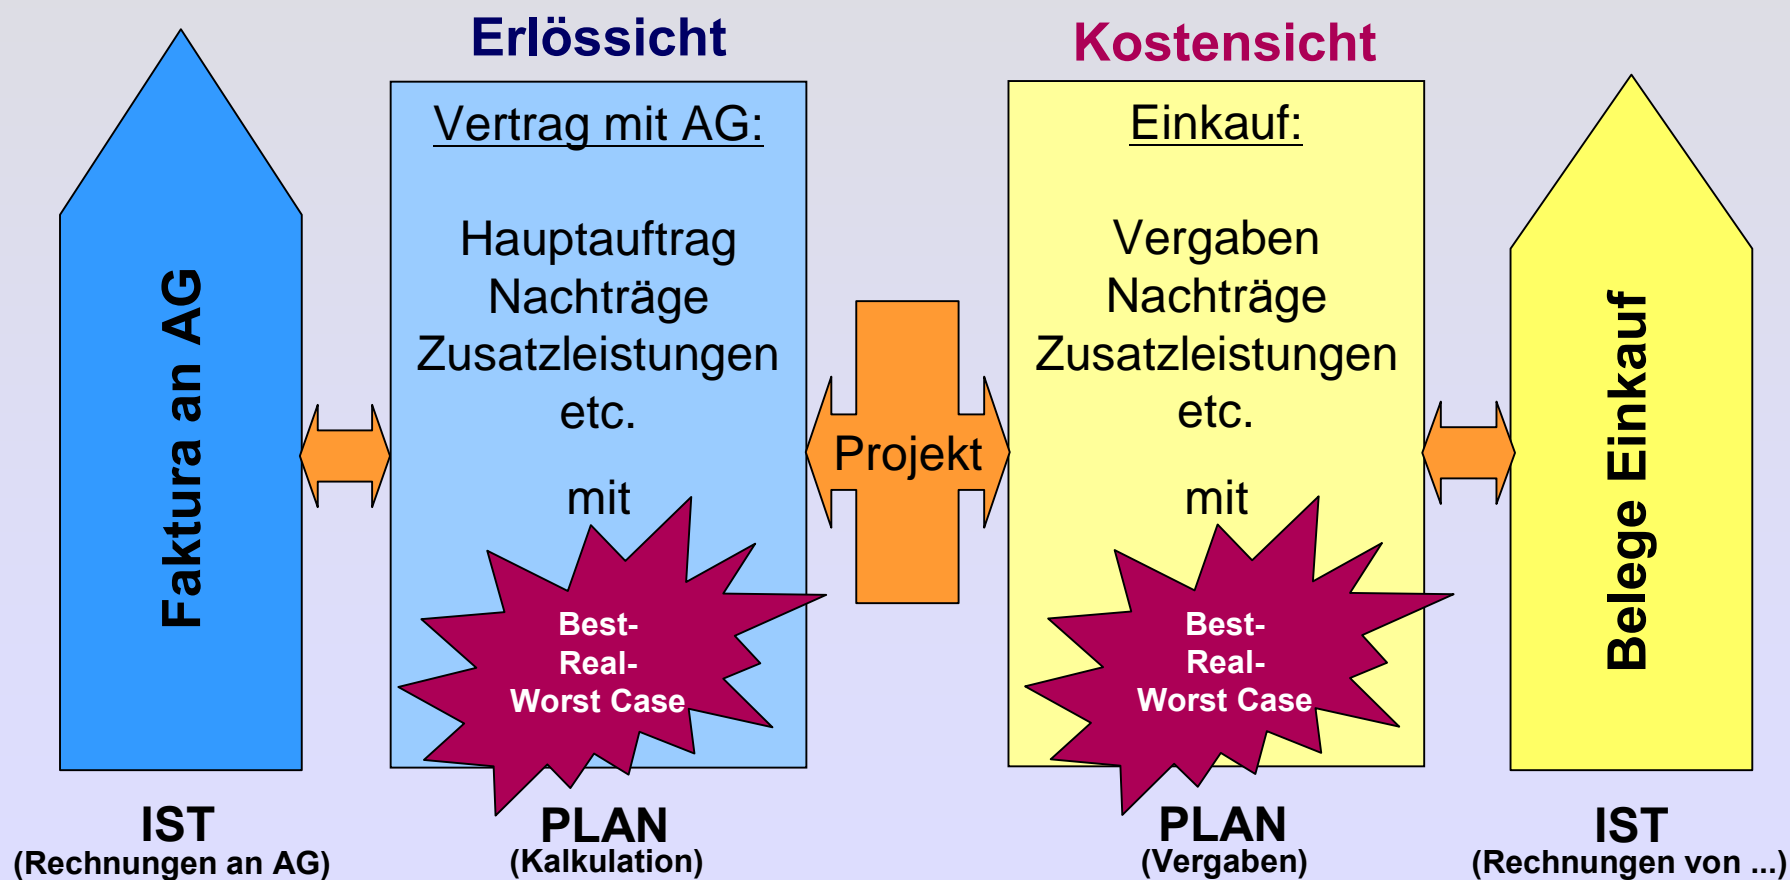 Erlössicht
Kostensicht
Faktura an AG
Vertrag mit AG:
Hauptauftrag
Nachträge
Zusatzleistungen
etc.
mit
Best-
Real-
Worst Case
Projekt
Einkauf:
Vergaben
Nachträge
Zusatzleistungen
etc.
mit
Best-
Real-
Worst Case
Belege Einkauf
IST
(Rechnungen an AG)
PLAN
(Kalkulation)
PLAN
(Vergaben)
IST
(Rechnungen von ...)